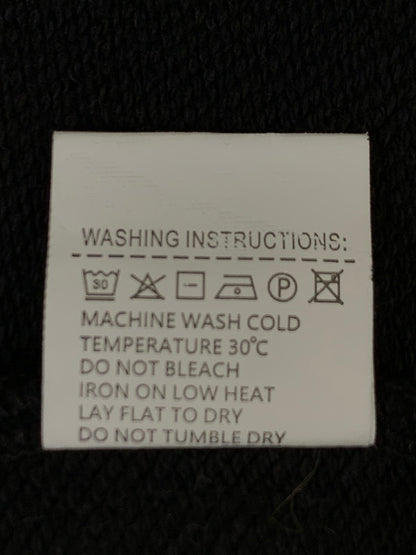 WASHING INSTRUCTIONS:
30 P
MACHINE WASH COLD
TEMPERATURE 30°C
DO NOT BLEACH
IRON ON LOW HEAT
LAY FLAT TO DRY
DO NOT TUMBLE DRY